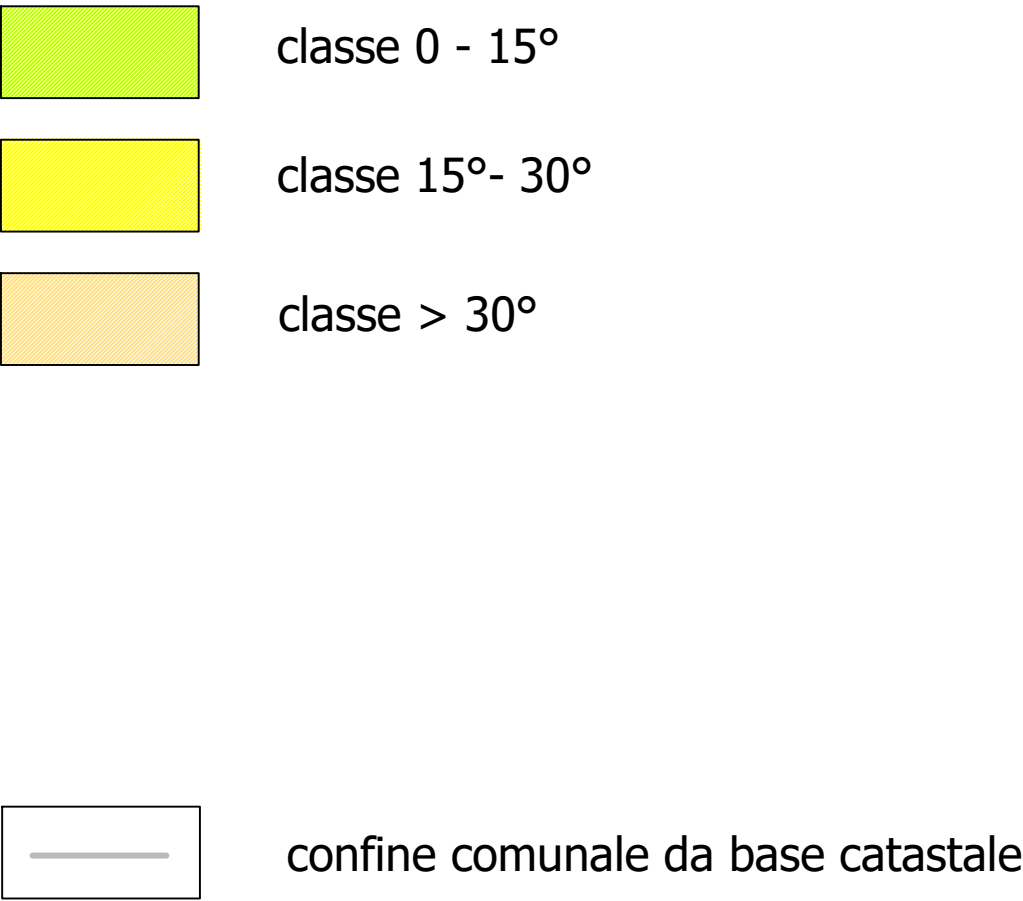 classe 0 - 15°
classe 15°- 30°
classe > 30°
confine comunale da base catastale